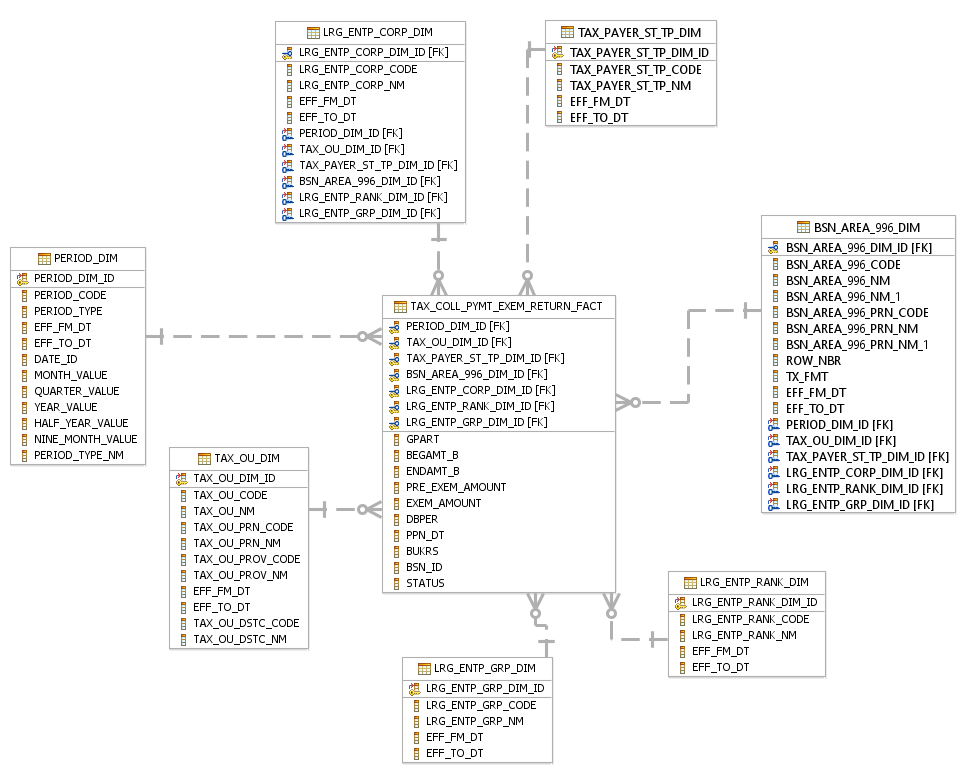 LRG_ENTP_CORP_DIM
LRG_ENTP_CORP_DIM_ID [FK]
LRG_ENTP_CORP_CODE
LRG_ENTP_CORP_NM
EFF_FM_DT
EFF_TO_DT
PERIOD_DIM_ID [FK]
TAX_OU_DIM_ID [FK]
TAX_PAYER_ST_TP_DIM_ID [FK]
BSN_AREA_996_DIM_ID [FK]
LRG_ENTP_RANK_DIM_ID [FK]
LRG_ENTP_GRP_DIM_ID [FK]
TAX_PAYER_ST_TP_DIM
TAX_PAYER_ST_TP_DIM_ID
TAX_PAYER_ST_TP_CODE
TAX_PAYER_ST_TP_NM
EFF_FM_DT
EFF_TO_DT
BSN_AREA_996_DIM
BSN_AREA_996_DIM_ID [FK]
BSN_AREA_996_CODE
BSN_AREA_996_NM
BSN_AREA_996_NM_1
BSN_AREA_996_PRN_CODE
BSN_AREA_996_PRN_NM
BSN_AREA_996_PRN_NM_1
ROW_NBR
TX_FMT
EFF_FM_DT
EFF_TO_DT
PERIOD_DIM_ID [FK]
TAX_OU_DIM_ID [FK]
TAX_PAYER_ST_TP_DIM_ID [FK]
LRG_ENTP_CORP_DIM_ID [FK]
LRG_ENTP_RANK_DIM_ID [FK]
LRG_ENTP_GRP_DIM_ID [FK]
PERIOD_DIM
PERIOD_DIM_ID
PERIOD_CODE
PERIOD_TYPE
EFF_FM_DT
EFF_TO_DT
DATE_ID
MONTH_VALUE
QUARTER_VALUE
YEAR_VALUE
HALF_YEAR_VALUE
NINE_MONTH_VALUE
PERIOD_TYPE_NM
TAX_COLL_PYMT_EXEM_RETURN_FACT
PERIOD_DIM_ID [FK]
TAX_OU_DIM_ID [FK]
TAX_PAYER_ST_TP_DIM_ID [FK]
BSN_AREA_996_DIM_ID [FK]
LRG_ENTP_CORP_DIM_ID [FK]
LRG_ENTP_RANK_DIM_ID [FK]
LRG_ENTP_GRP_DIM_ID [FK]
GPART
BEGAMT_B
ENDAMT_B
PRE_EXEM_AMOUNT
EXEM_AMOUNT
DBPER
PPN_DT
BUKRS
BSN_ID
STATUS
TAX_OU_DIM
TAX_OU_DIM_ID
TAX_OU_CODE
TAX_OU_NM
TAX_OU_PRN_CODE
TAX_OU_PRN_NM
TAX_OU_PROV_CODE
TAX_OU_PROV_NM
EFF_FM_DT
EFF_TO_DT
TAX_OU_DSTC_CODE
TAX_OU_DSTC_NM
LRG_ENTP_RANK_DIM
LRG_ENTP_RANK_DIM_ID
LRG_ENTP_RANK_CODE
LRG_ENTP_RANK_NM
EFF_FM_DT
EFF_TO_DT
LRG_ENTP_GRP_DIM
LRG_ENTP_GRP_DIM_ID
LRG_ENTP_GRP_CODE
LRG_ENTP_GRP_NM
EFF_FM_DT
EFF_TO_DT